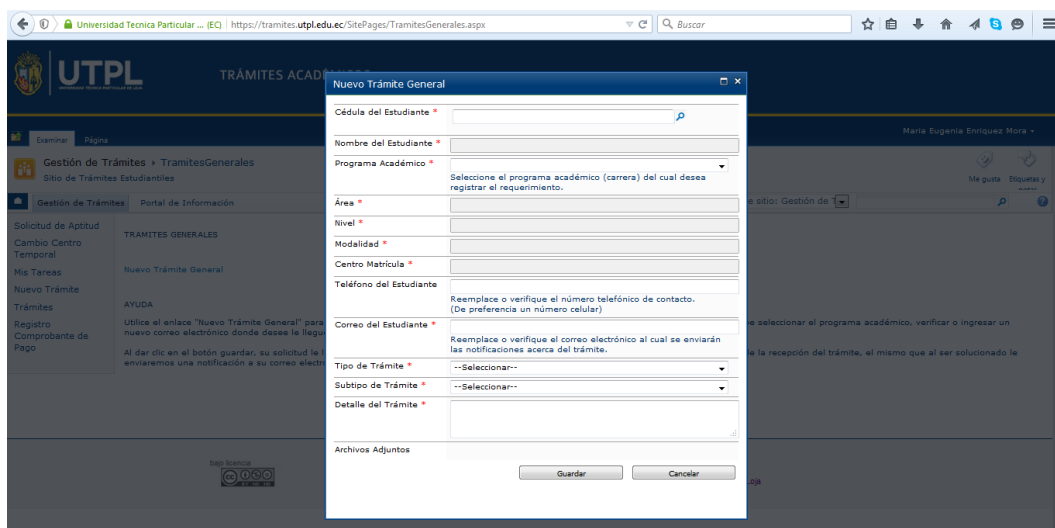 Universidad Tecnica Particular ... (EC)
https://tramites.utpl.edu.ec/SitePages/TramitesGenerales.aspx
Buscar
UTPL
TRÁMITES ACADÉ
Nuevo Trámite General
Examinar
Página
Maria Eugenia Enriquez Mora
Gestión de Trámites › TramitesGenerales
Sitio de Trámites Estudiantiles
Me gusta
Etiquetas y
Gestión de Trámites
Portal de Información
e sitio: Gestión de T
Solicitud de Aptitud
Cambio Centro
Temporal
Mis Tareas
Nuevo Trámite
Trámites
Registro
Comprobante de
Pago
TRAMITES GENERALES
Nuevo Trámite General
AYUDA
Utilice el enlace "Nuevo Trámite General" para
nuevo correo electrónico donde desee le llegu
Al dar clic en el botón guardar, su solicitud le l
enviaremos una notificación a su correo electr
e seleccionar el programa académico, verificar o ingresar un
e la recepción del trámite, el mismo que al ser solucionado le
Cédula del Estudiante *
Nombre del Estudiante *
Programa Académico *
Seleccione el programa académico (carrera) del cual desea
registrar el requerimiento.
Área *
Nivel *
Modalidad *
Centro Matrícula *
Teléfono del Estudiante
Reemplace o verifique el número telefónico de contacto.
(De preferencia un número celular)
Correo del Estudiante *
Reemplace o verifique el correo electrónico al cual se enviarán
las notificaciones acerca del trámite.
Tipo de Trámite *
--Seleccionar--
Subtipo de Trámite *
--Seleccionar--
Detalle del Trámite *
Archivos Adjuntos
Guardar
Cancelar
bajo licencia
oja